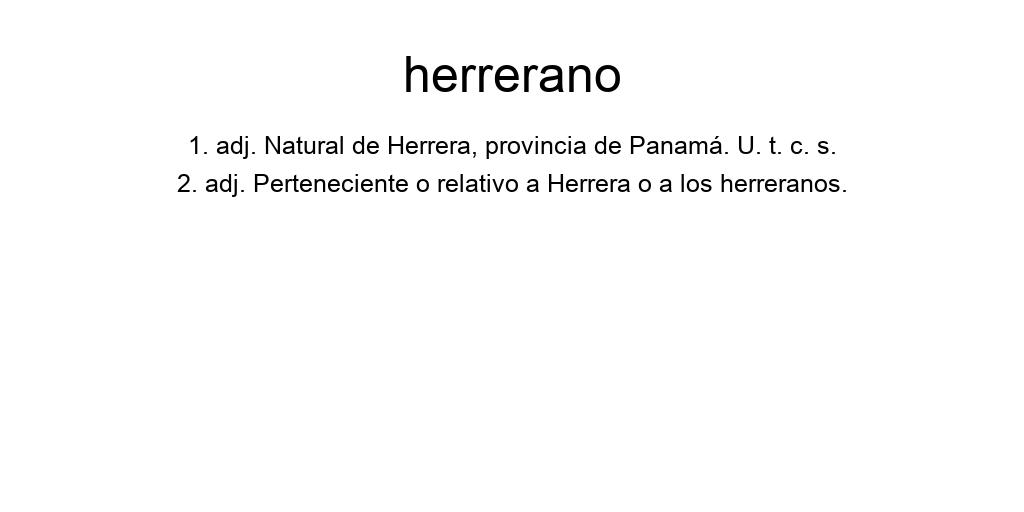 herrerano
1. adj. Natural de Herrera, provincia de Panamá. U. t. c. s.
2. adj. Perteneciente o relativo a Herrera o a los herreranos.